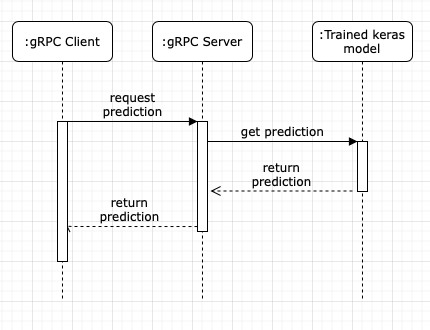 :gRPC Client
:gRPC Server
:Trained keras
model
request
prediction
get prediction
return
prediction
return
prediction